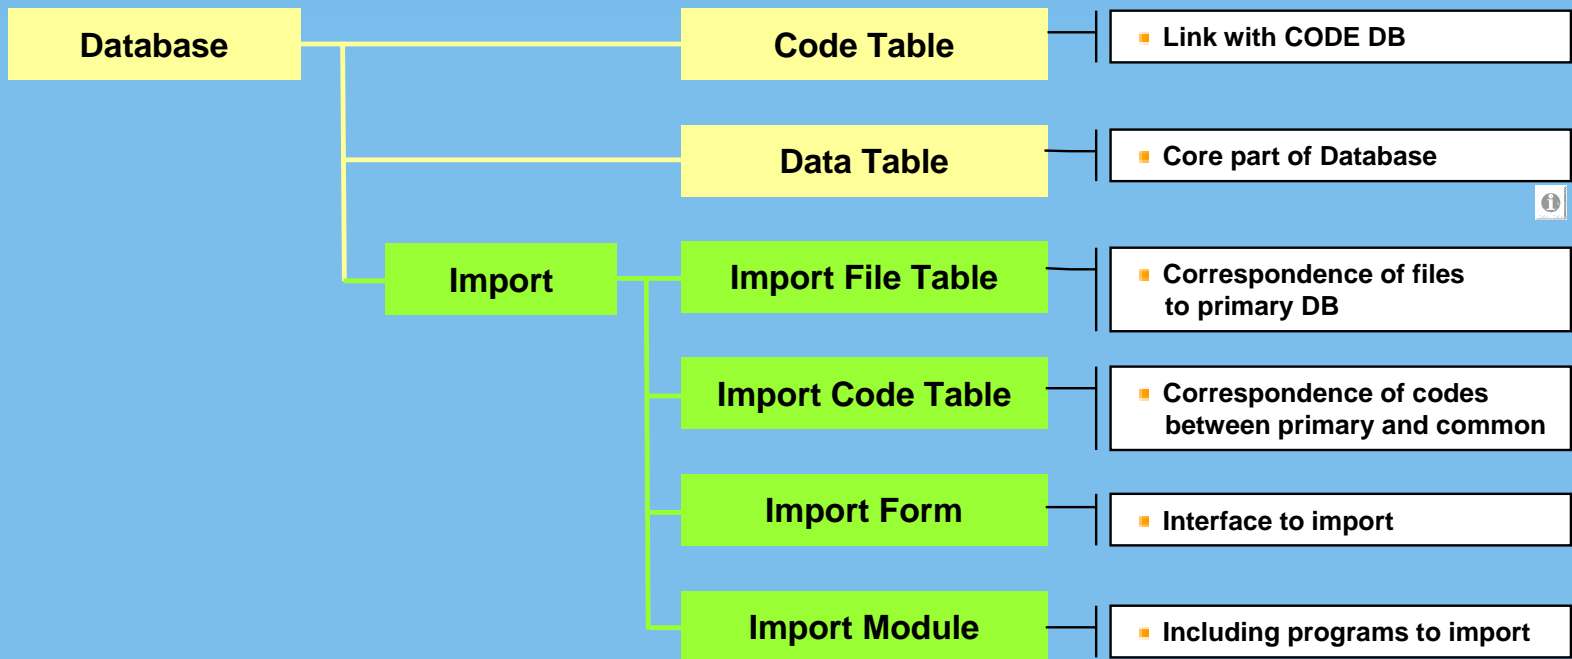 Database
Code Table
Link with CODE DB
Data Table
Core part of Database
Import
Import File Table
Correspondence of files
to primary DB
Import Code Table
Correspondence of codes
between primary and common
Import Form
Interface to import
Import Module
Including programs to import